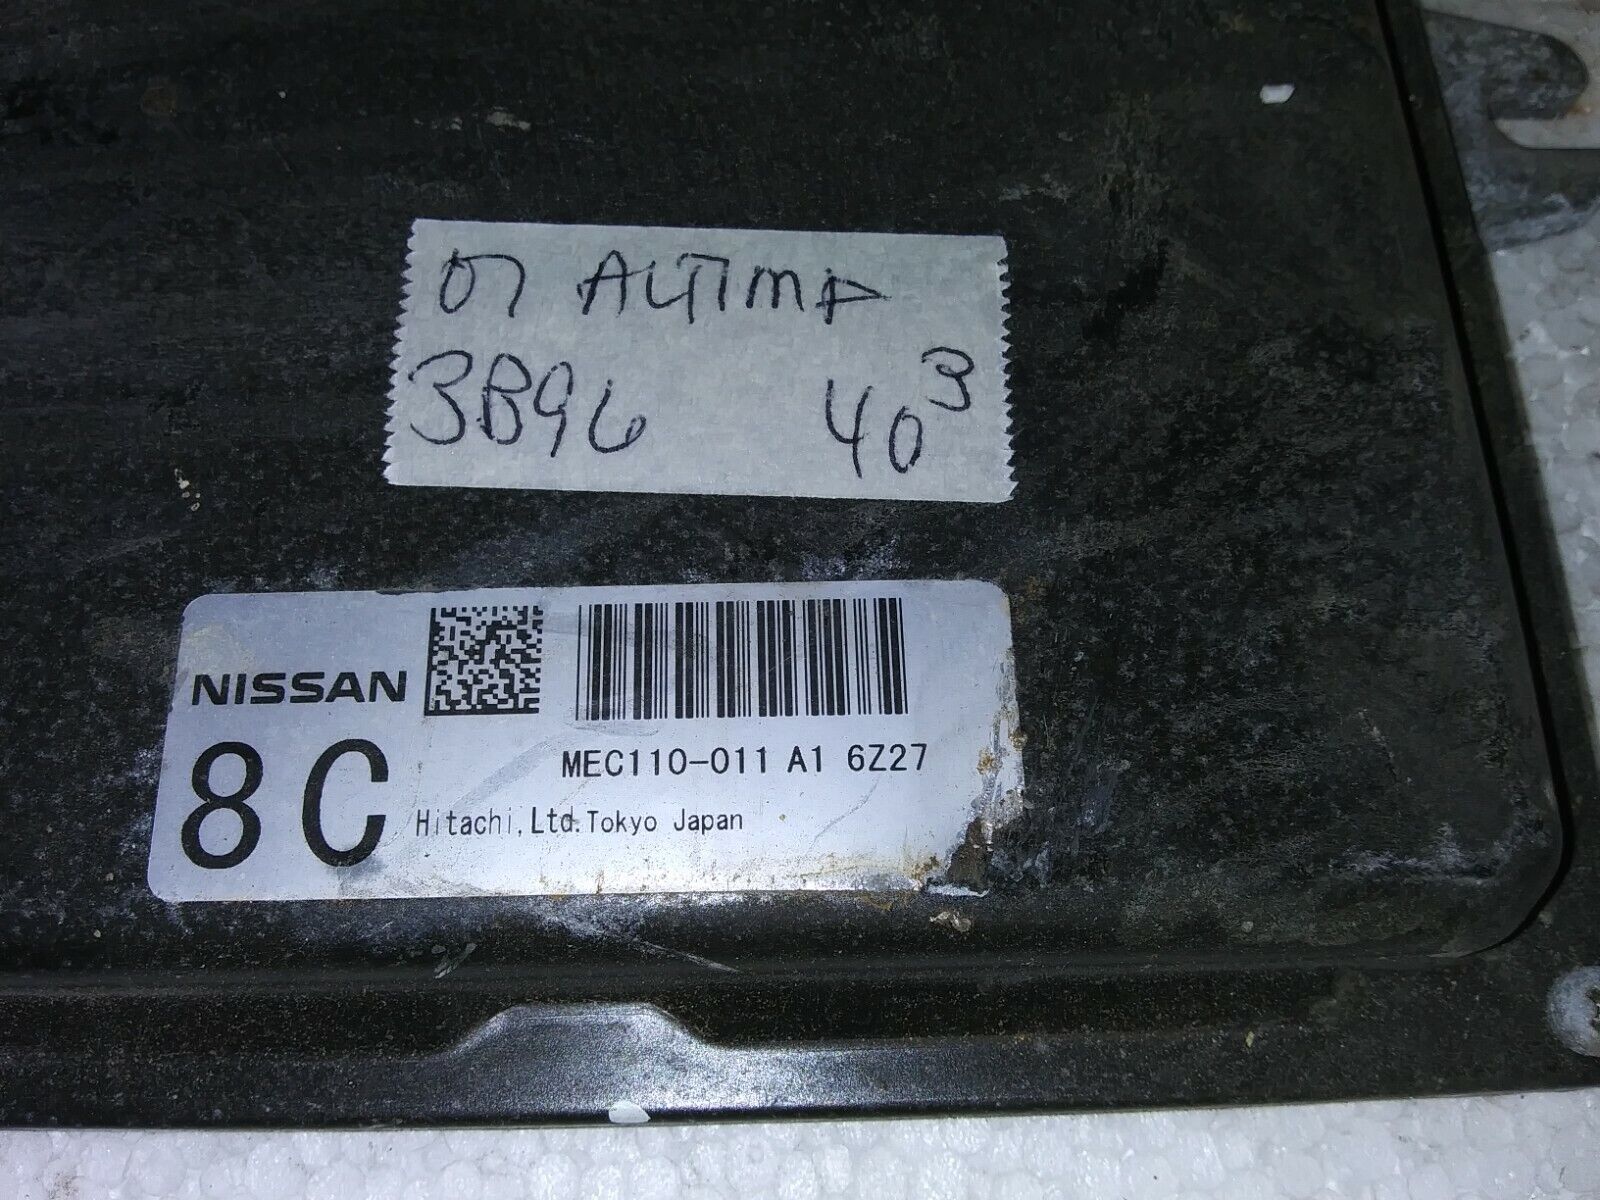 07 ALTIMA
3B96 40³
NISSAN
8C
MEC110-011 A1 6Z27
Hitachi,Ltd.Tokyo Japan